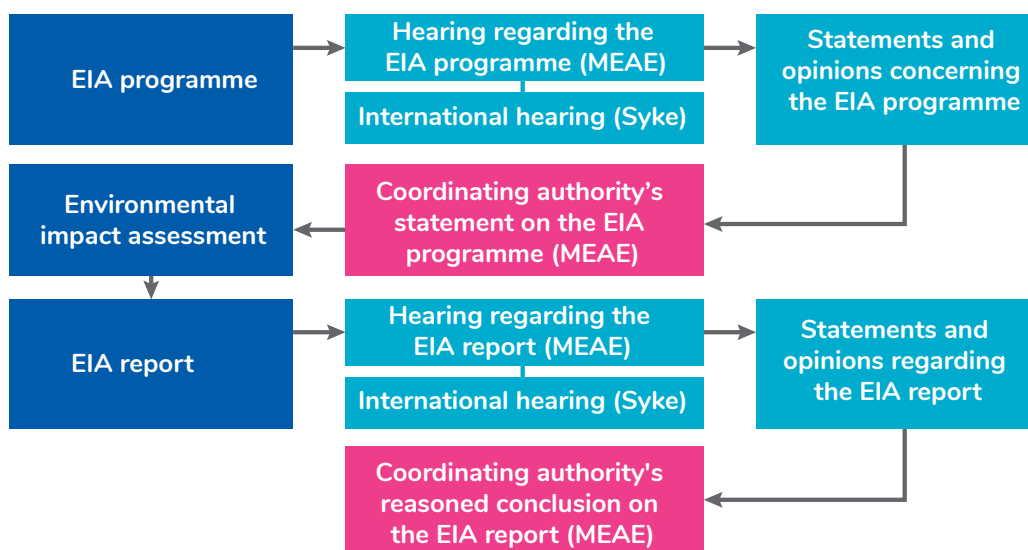 EIA programme
Hearing regarding the
EIA programme (MEAE)
International hearing (Syke)
Statements and
opinions concerning
the EIA programme
Environmental
impact assessment
Coordinating authority’s
statement on the EIA
programme (MEAE)
EIA report
Hearing regarding the
EIA report (MEAE)
International hearing (Syke)
Statements and
opinions regarding
the EIA report
Coordinating authority's
reasoned conclusion on
the EIA report (MEAE)